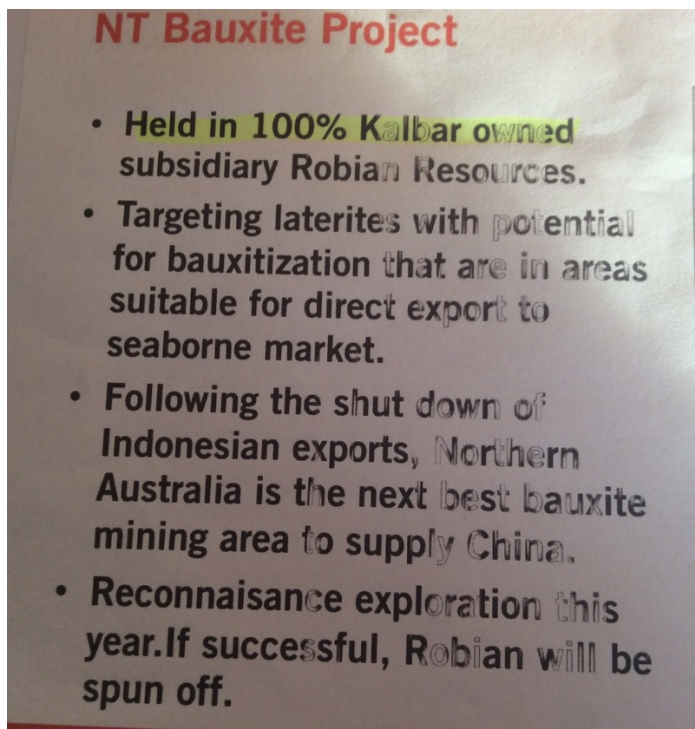 NT Bauxite Project
• Held in 100% Kalbar owned
subsidiary Robian Resources.
• Targeting laterites with potential
for bauxitization that are in areas
suitable for direct export to
seaborne market.
• Following the shut down of
Indonesian exports, Northern
Australia is the next best bauxite
mining area to supply China.
• Reconnaisance exploration this
year.If successful, Robian will be
spun off.